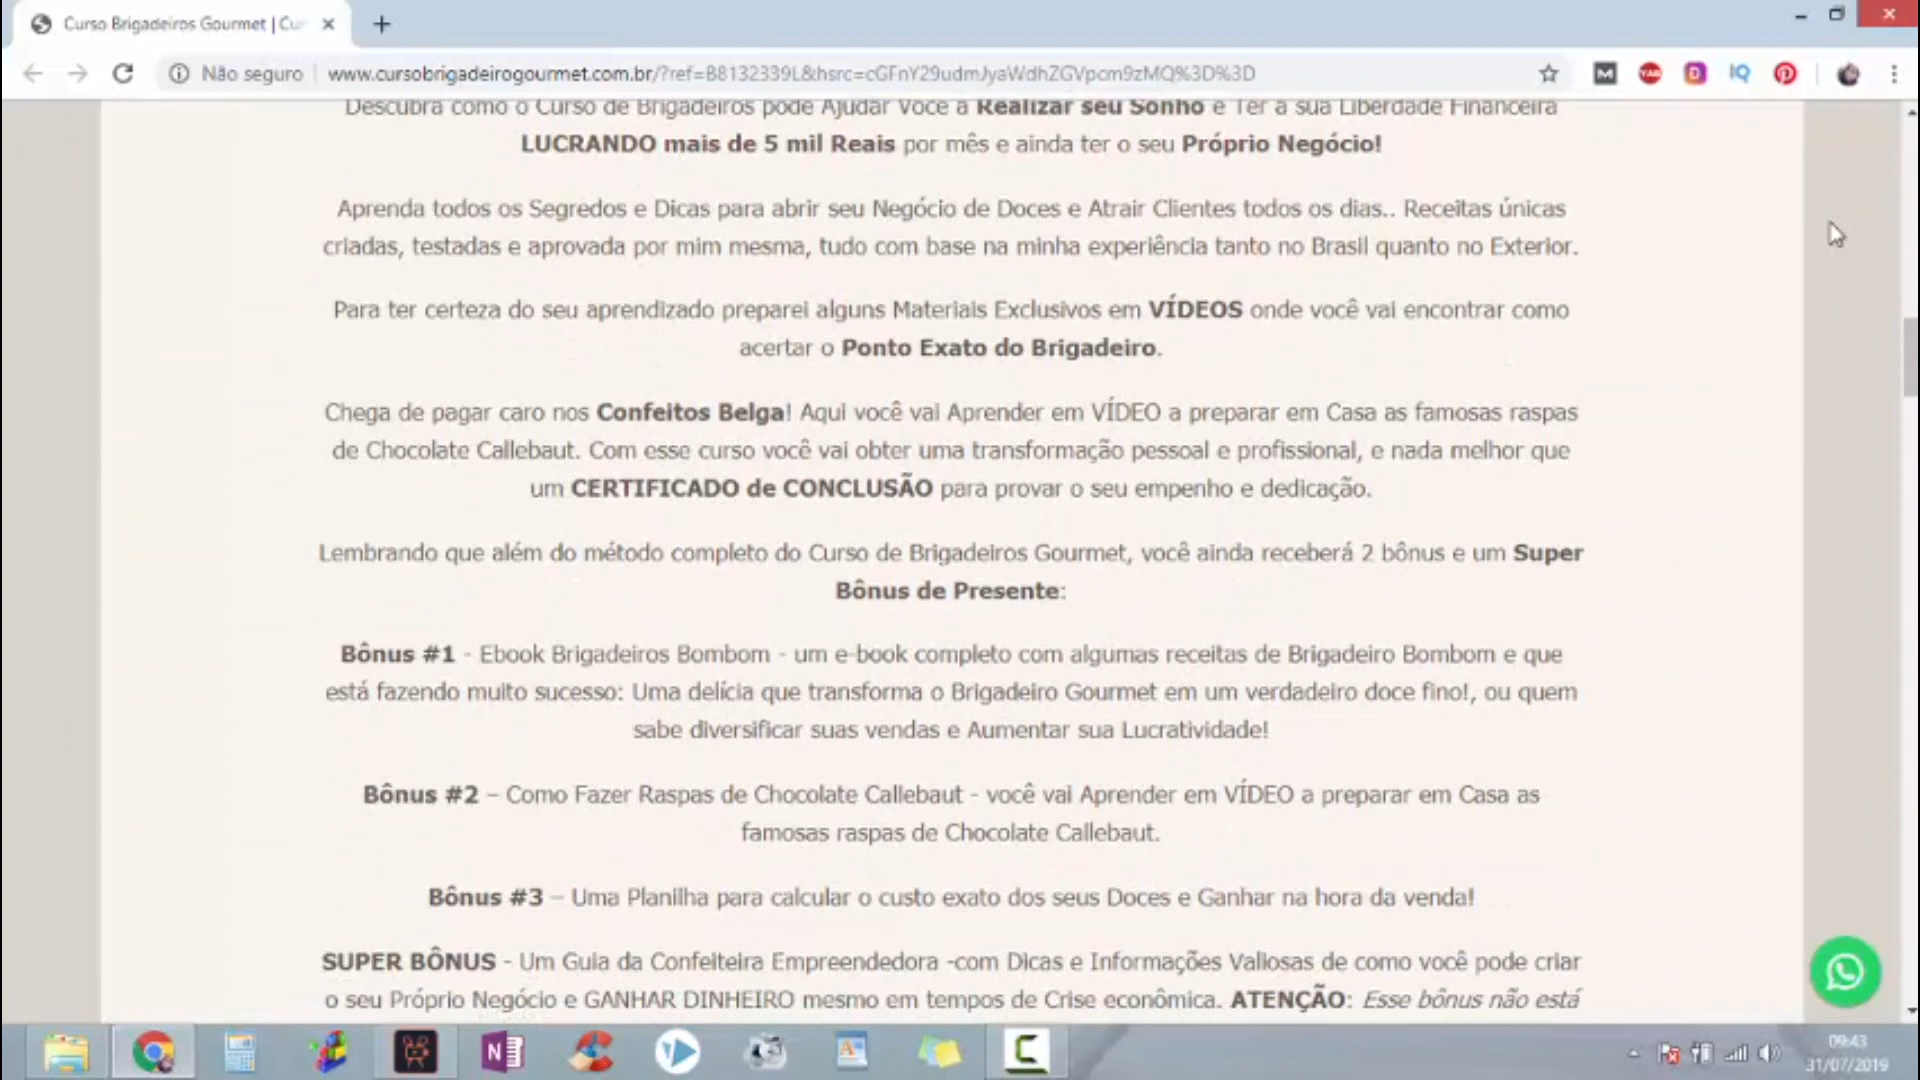 Curso Brigadeiros Gourmet | Cu
Não seguro
www.cursobrigadeirogourmet.com.br/?ref=B8132339L&hsrc=cGFnY29udmJyaWdhZGVpcm9zMQ%3D%3D
Descubra como o Curso de Brigadeiros pode Ajudar Você a Realizar seu Sonho e Ter a sua Liberdade Financeira
LUCRANDO mais de 5 mil Reais por mês e ainda ter o seu Próprio Negócio!
Aprenda todos os Segredos e Dicas para abrir seu Negócio de Doces e Atrair Clientes todos os dias.. Receitas únicas
criadas, testadas e aprovada por mim mesma, tudo com base na minha experiência tanto no Brasil quanto no Exterior.
Para ter certeza do seu aprendizado preparei alguns Materiais Exclusivos em VÍDEOS onde você vai encontrar como
acertar o Ponto Exato do Brigadeiro.
Chega de pagar caro nos Confeitos Belga! Aqui você vai Aprender em VÍDEO a preparar em Casa as famosas raspas
de Chocolate Callebaut. Com esse curso você vai obter uma transformação pessoal e profissional, e nada melhor que
um CERTIFICADO de CONCLUSÃO para provar o seu empenho e dedicação.
Lembrando que além do método completo do Curso de Brigadeiros Gourmet, você ainda receberá 2 bônus e um Super
Bônus de Presente:
Bônus #1 - Ebook Brigadeiros Bombom - um e-book completo com algumas receitas de Brigadeiro Bombom e que
está fazendo muito sucesso: Uma delícia que transforma o Brigadeiro Gourmet em um verdadeiro doce fino!, ou quem
sabe diversificar suas vendas e Aumentar sua Lucratividade!
Bônus #2 – Como Fazer Raspas de Chocolate Callebaut - você vai Aprender em VÍDEO a preparar em Casa as
famosas raspas de Chocolate Callebaut.
Bônus #3 – Uma Planilha para calcular o custo exato dos seus Doces e Ganhar na hora da venda!
SUPER BÔNUS - Um Guia da Confeiteira Empreendedora -com Dicas e Informações Valiosas de como você pode criar
o seu Próprio Negócio e GANHAR DINHEIRO mesmo em tempos de Crise econômica. ATENÇÃO: Esse bônus não está
09:43
31/07/2019